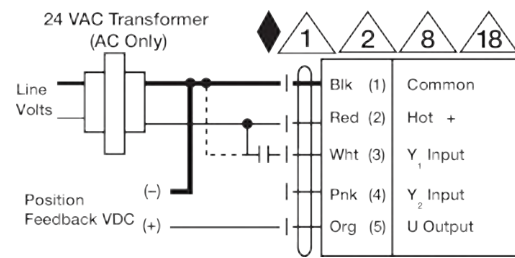 24 VAC Transformer
(AC Only)
1 2 8 18
Line
Volts
Blk (1) Common
Red (2) Hot +
Wht (3) Y1 Input
Pnk (4) Y2 Input
Org (5) U Output
Position
Feedback VDC
(–)
(+)